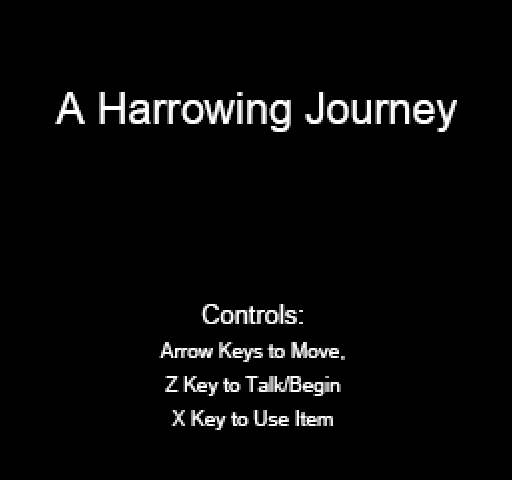 A Harrowing Journey
Controls:
Arrow Keys to Move,
Z Key to Talk/Begin
X Key to Use Item